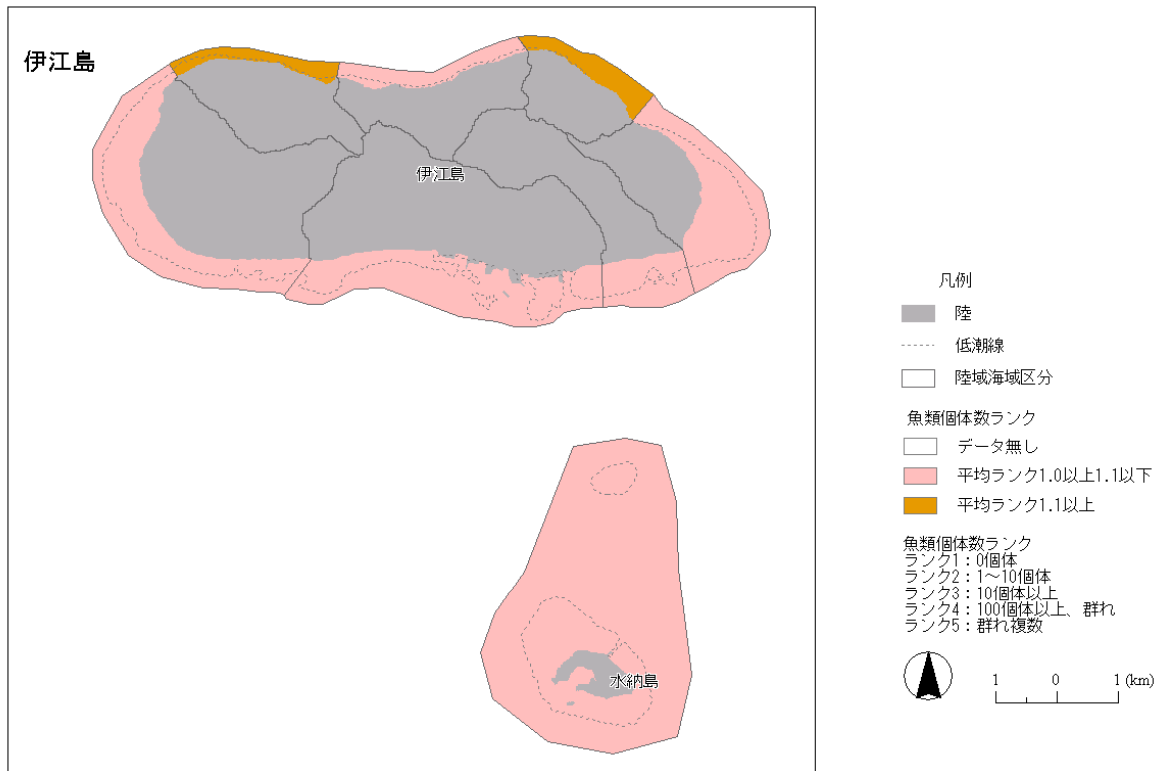 伊江島
伊江島
水納島
凡例
陸
低潮線
陸域海域区分
魚類個体数ランク
データ無し
平均ランク1.0以上1.1以下
平均ランク1.1以上
魚類個体数ランク
ランク1：0個体
ランク2：1～10個体
ランク3：10個体以上
ランク4：100個体以上、群れ
ランク5：群れ複数
1 0 1 (km)